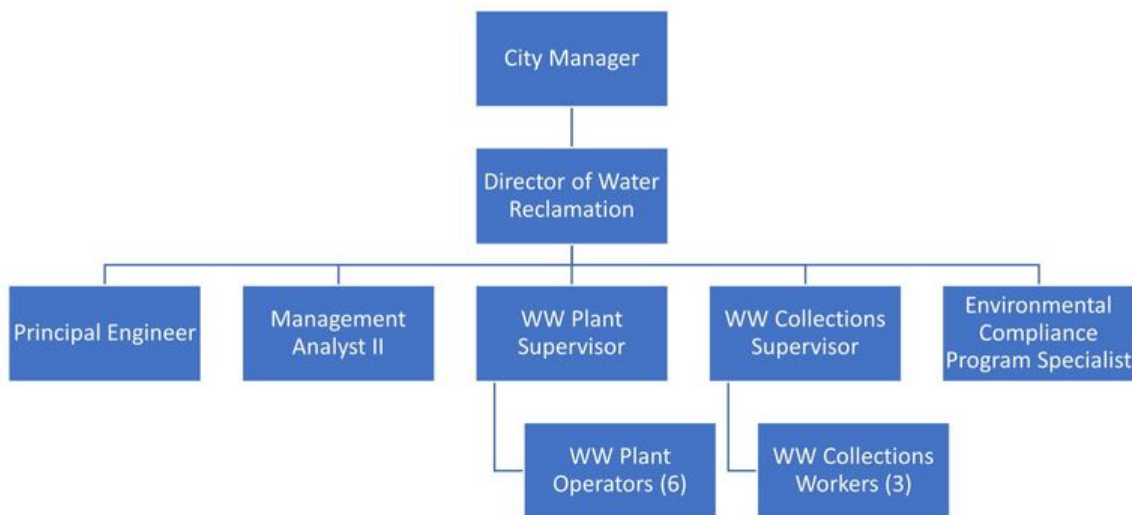 City Manager
Director of Water
Reclamation
Principal Engineer
Management
Analyst II
WW Plant
Supervisor
WW Collections
Supervisor
Environmental
Compliance
Program Specialist
WW Plant
Operators (6)
WW Collections
Workers (3)